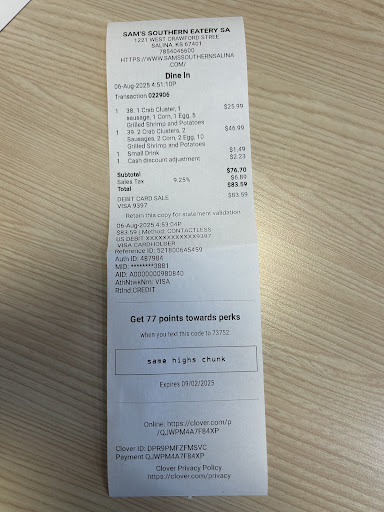 SAM'S SOUTHERN EATERY SA
1221 WEST CRAWFORD STREE
SALINA, KS 67401
7854046600
HTTPS://WWW.SAMSSOUTHERNSALINA
.COM/
Dine In
06-Aug-2025 4:51:10P
Transaction 022906
1 38. 1 Crab Cluster, 1 $25.99
sausage, 1 Corn, 1 Egg, 5
Grilled Shrimp and Potatoes
1 39. 2 Crab Clusters, 2 $46.99
Sausages, 2 Corn, 2 Egg, 10
Grilled Shrimp and Potatoes
1 Small Drink $1.49
1 Cash discount adjustment $2.23
Subtotal $76.70
Sales Tax 9.25% $6.89
Total $83.59
DEBIT CARD SALE $83.59
VISA 9397
Retain this copy for statement validation
06-Aug-2025 4:53:04P
$83.59 | Method: CONTACTLESS
US DEBIT XXXXXXXXXXXX9397
VISA CARDHOLDER
Reference ID: 521800645459
Auth ID: 487984
MID: ********3881
AID: A0000000980840
AthNtwkNm: VISA
RtInd:CREDIT
Get 77 points towards perks
when you text this code to 73752
same highs chunk
Expires 09/02/2025
Online: https://clover.com/p
/QJWPM4A7F84XP
Clover ID: DPR9PMFZFMSVC
Payment QJWPM4A7F84XP
Clover Privacy Policy
https://clover.com/privacy